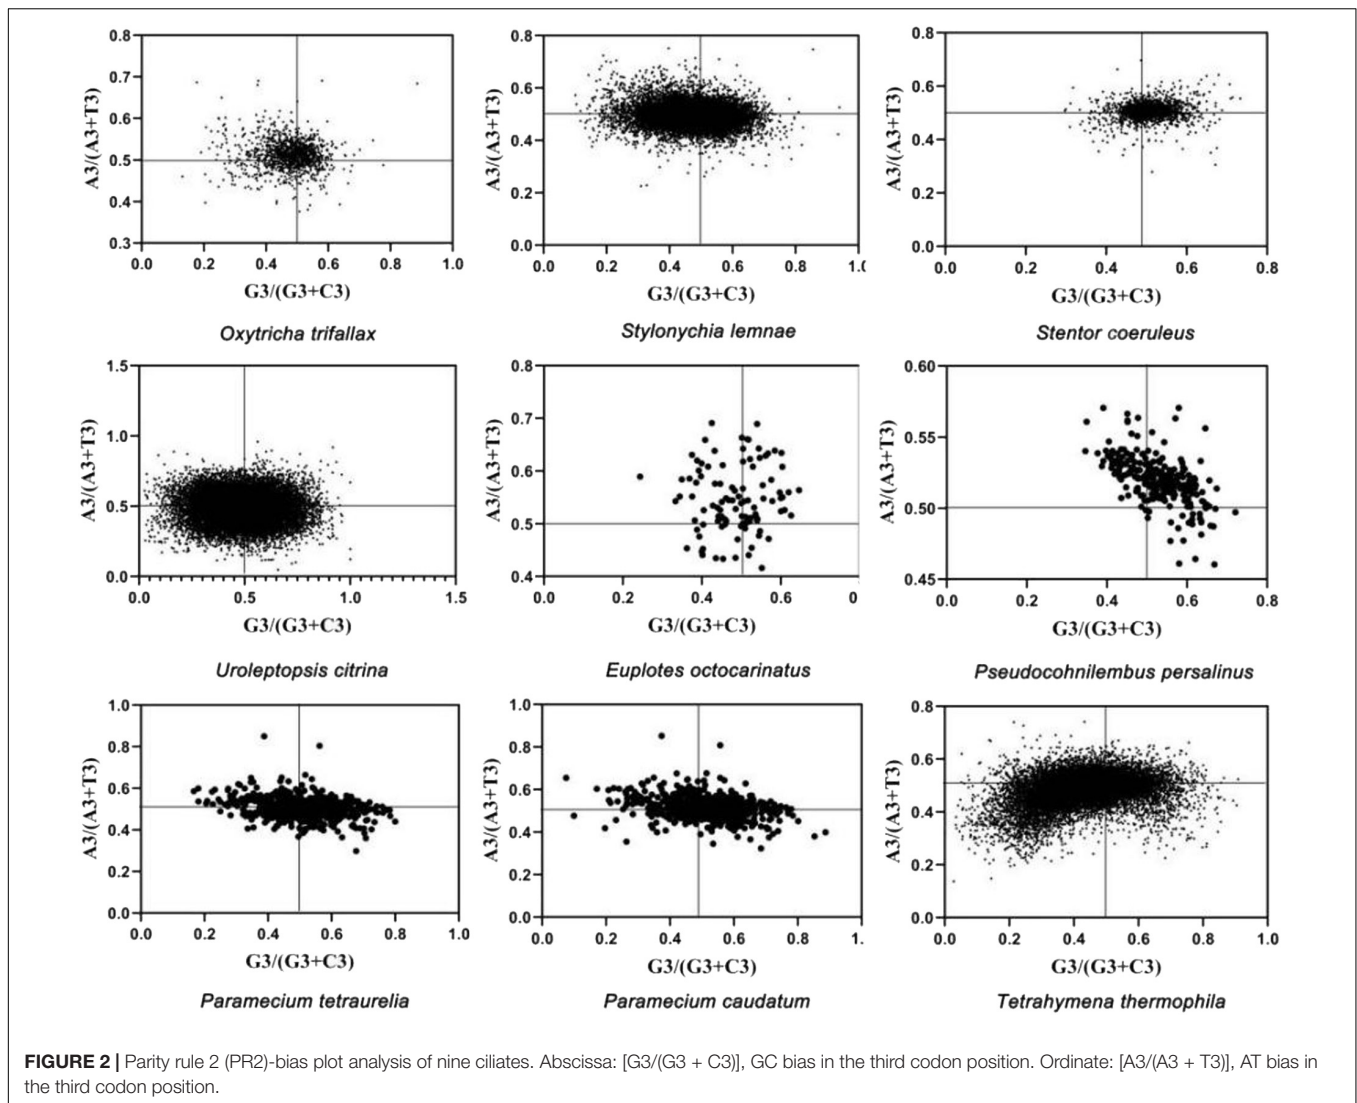 0.8
0.7
0.6
0.5
0.4
0.3
A3/(A3+T3)
0.0 0.2 0.4 0.6 0.8 1.0
G3/(G3+C3)
Oxytricha trifallax
0.8
0.6
0.4
0.2
0.0
A3/(A3+T3)
0.0 0.2 0.4 0.6 0.8 1.0
G3/(G3+C3)
Stylonychia lemnae
0.8
0.6
0.4
0.2
0.0
A3/(A3+T3)
0.0 0.2 0.4 0.6 0.8
G3/(G3+C3)
Stentor coeruleus
1.5
1.0
0.5
0.0
A3/(A3+T3)
0.0 0.5 1.0 1.5
G3/(G3+C3)
Uroleptopsis citrina
0.8
0.7
0.6
0.5
0.4
A3/(A3+T3)
0.0 0.2 0.4 0.6 0
G3/(G3+C3)
Euplotes octocarinatus
0.60
0.55
0.50
0.45
A3/(A3+T3)
0.0 0.2 0.4 0.6 0.8
G3/(G3+C3)
Pseudocohnilembus persalinus
1.0
0.8
0.6
0.4
0.2
0.0
A3/(A3+T3)
0.0 0.2 0.4 0.6 0.8 1.0
G3/(G3+C3)
Paramecium tetraurelia
1.0
0.8
0.6
0.4
0.2
0.0
A3/(A3+T3)
0.0 0.2 0.4 0.6 0.8 1.
G3/(G3+C3)
Paramecium caudatum
0.8
0.6
0.4
0.2
0.0
A3/(A3+T3)
0.0 0.2 0.4 0.6 0.8 1.0
G3/(G3+C3)
Tetrahymena thermophila
FIGURE 2 | Parity rule 2 (PR2)-bias plot analysis of nine ciliates. Abscissa: [G3/(G3 + C3)], GC bias in the third codon position. Ordinate: [A3/(A3 + T3)], AT bias in
the third codon position.